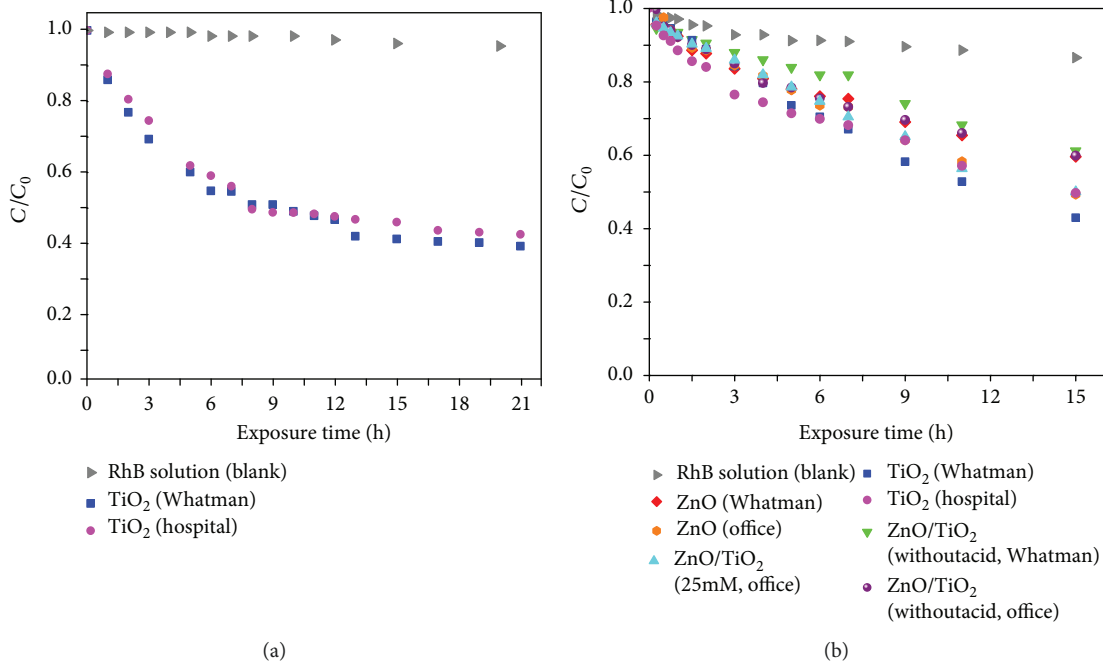 1.0
0.8
0.6
0.4
0.2
0.0
C/C₀
0 3 6 9 12 15 18 21
Exposure time (h)
RhB solution (blank)
TiO₂ (Whatman)
TiO₂ (hospital)
(a)
1.0
0.8
0.6
0.4
0.2
0.0
C/C₀
0 3 6 9 12 15
Exposure time (h)
RhB solution (blank)
ZnO (Whatman)
ZnO (office)
ZnO/TiO₂
(25mM, office)
TiO₂ (Whatman)
TiO₂ (hospital)
ZnO/TiO₂
(withoutacid, Whatman)
ZnO/TiO₂
(withoutacid, office)
(b)